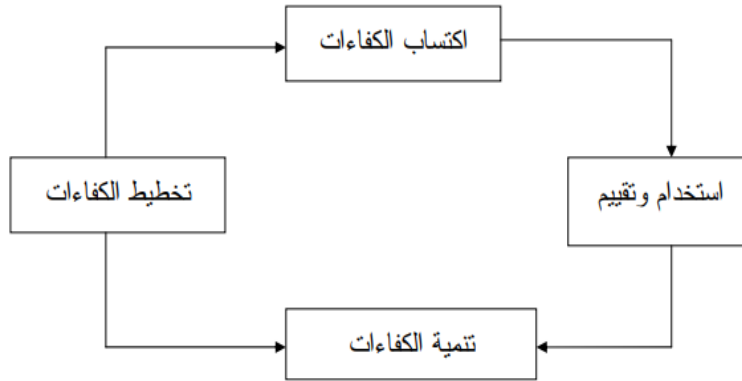 اكتساب الكفاءات
استخدام وتقييم
تخطيط الكفاءات
تنمية الكفاءات